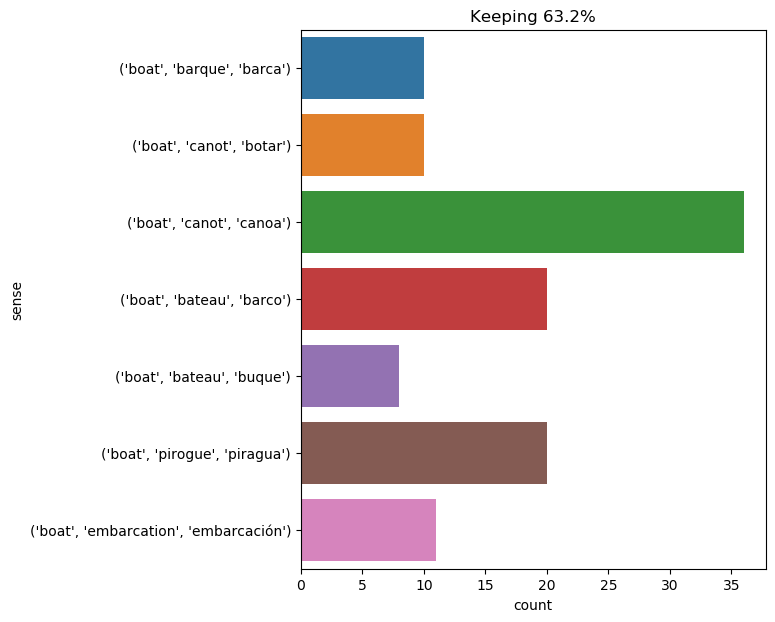 Keeping 63.2%
('boat', 'barque', 'barca')
('boat', 'canot', 'botar')
('boat', 'canot', 'canoa')
('boat', 'bateau', 'barco')
('boat', 'bateau', 'buque')
('boat', 'pirogue', 'piragua')
('boat', 'embarcation', 'embarcación')
sense
0 5 10 15 20 25 30 35
count